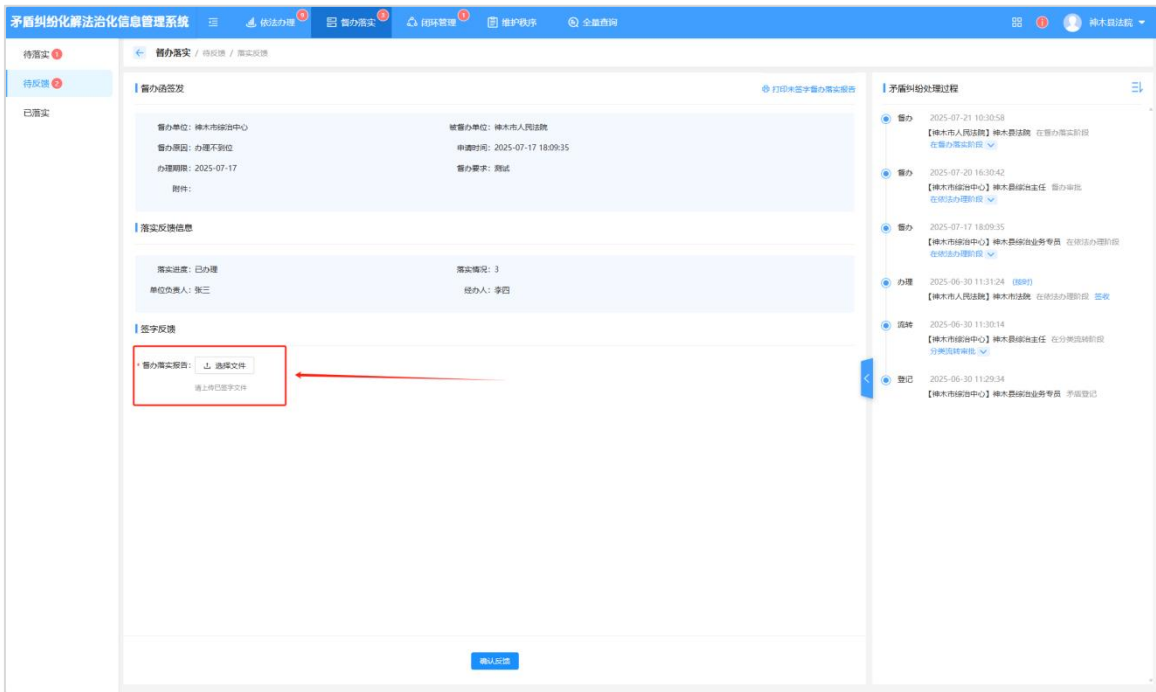 矛盾纠纷化解法治化信息管理系统 依法办理 督办落实 闭环管理 1 维护秩序 全量查询 神木县法院
待落实 1
待反馈 2
已落实
督办落实 / 待反馈 / 落实反馈
督办函签发 打印未签字督办落实报告
督办单位：神木市综治中心 被督办单位：神木市人民法院
督办原因：办理不到位 申请时间：2025-07-17 18:09:35
办理期限：2025-07-17 督办要求：测试
附件：
落实反馈信息
落实进度：已办理 落实情况：3
单位负责人：张三 经办人：李四
签字反馈
* 督办落实报告： 选择文件
请上传已签字文件
确认反馈
矛盾纠纷处理过程
督办 2025-07-21 10:30:58
【神木市人民法院】神木县法院 在督办落实阶段
在督办落实阶段
督办 2025-07-20 16:30:42
【神木市综治中心】神木县综治主任 督办审批
在依法办理阶段
督办 2025-07-17 18:09:35
【神木市综治中心】神木县综治业务专员 在依法办理阶段
在依法办理阶段
办理 2025-06-30 11:31:24 (按时)
【神木市人民法院】神木市法院 在依法办理阶段 签收
流转 2025-06-30 11:30:14
【神木市综治中心】神木县综治主任 在分类流转阶段
分类流转审批
登记 2025-06-30 11:29:34
【神木市综治中心】神木县综治业务专员 矛盾登记